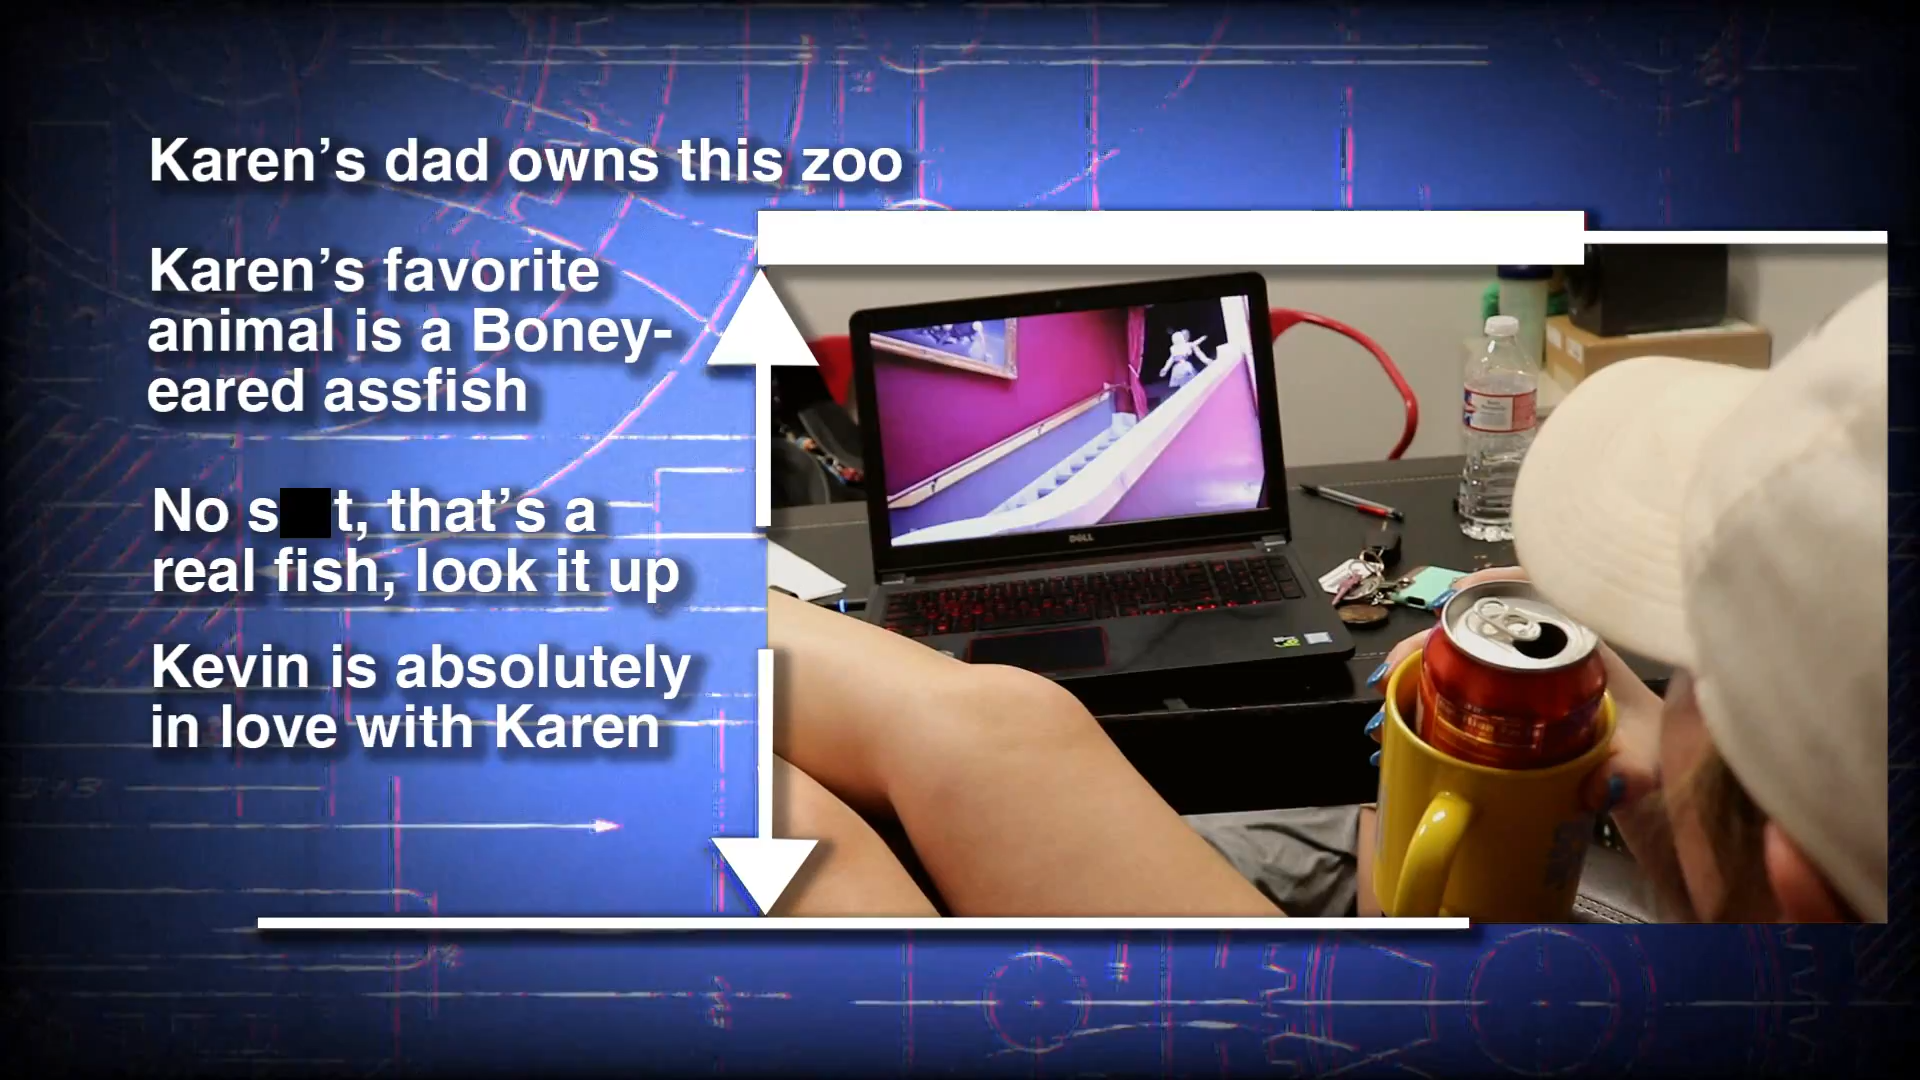 Karen's dad owns this zoo
Karen's favorite
animal is a Boney-
eared assfish
No s t, that's a
real fish, look it up
Kevin is absolutely
in love with Karen
DELL